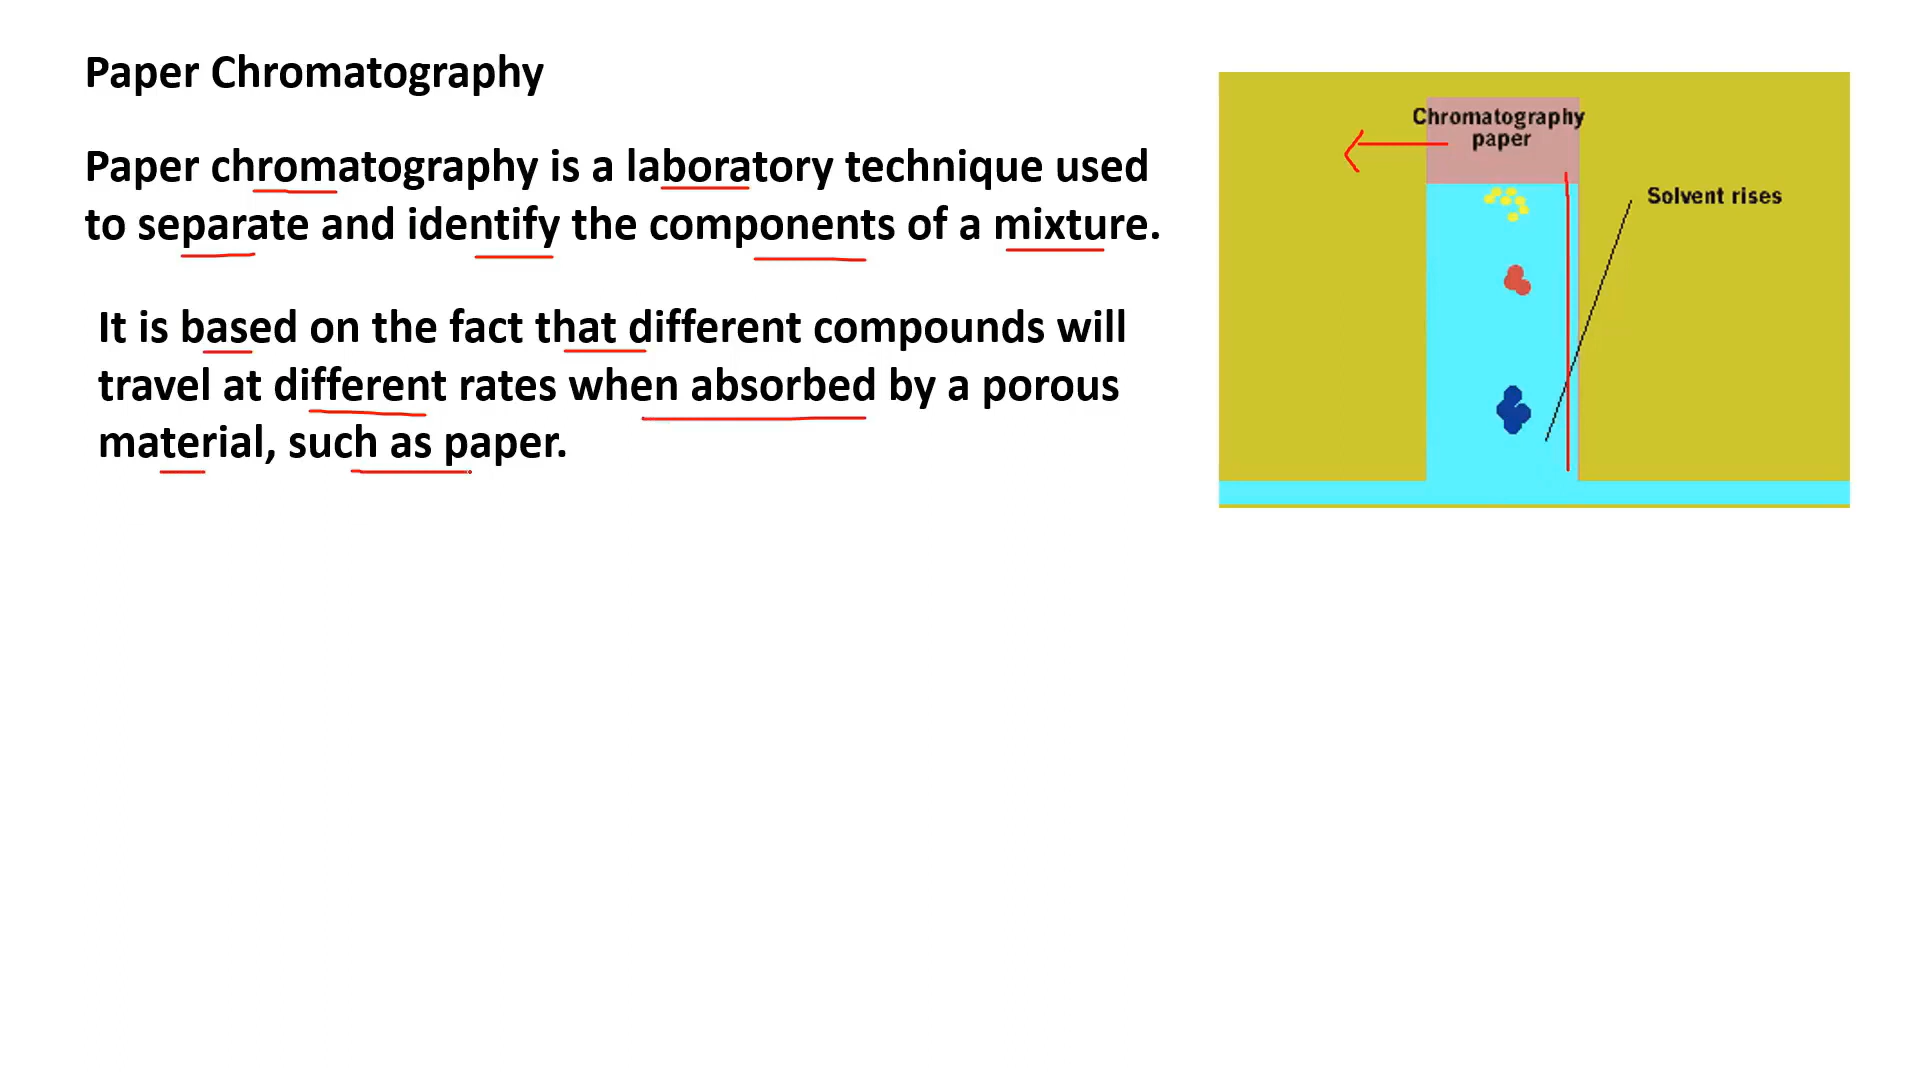 Paper Chromatography
Paper chromatography is a laboratory technique used
to separate and identify the components of a mixture.
It is based on the fact that different compounds will
travel at different rates when absorbed by a porous
material, such as paper.
Chromatography
paper
Solvent rises